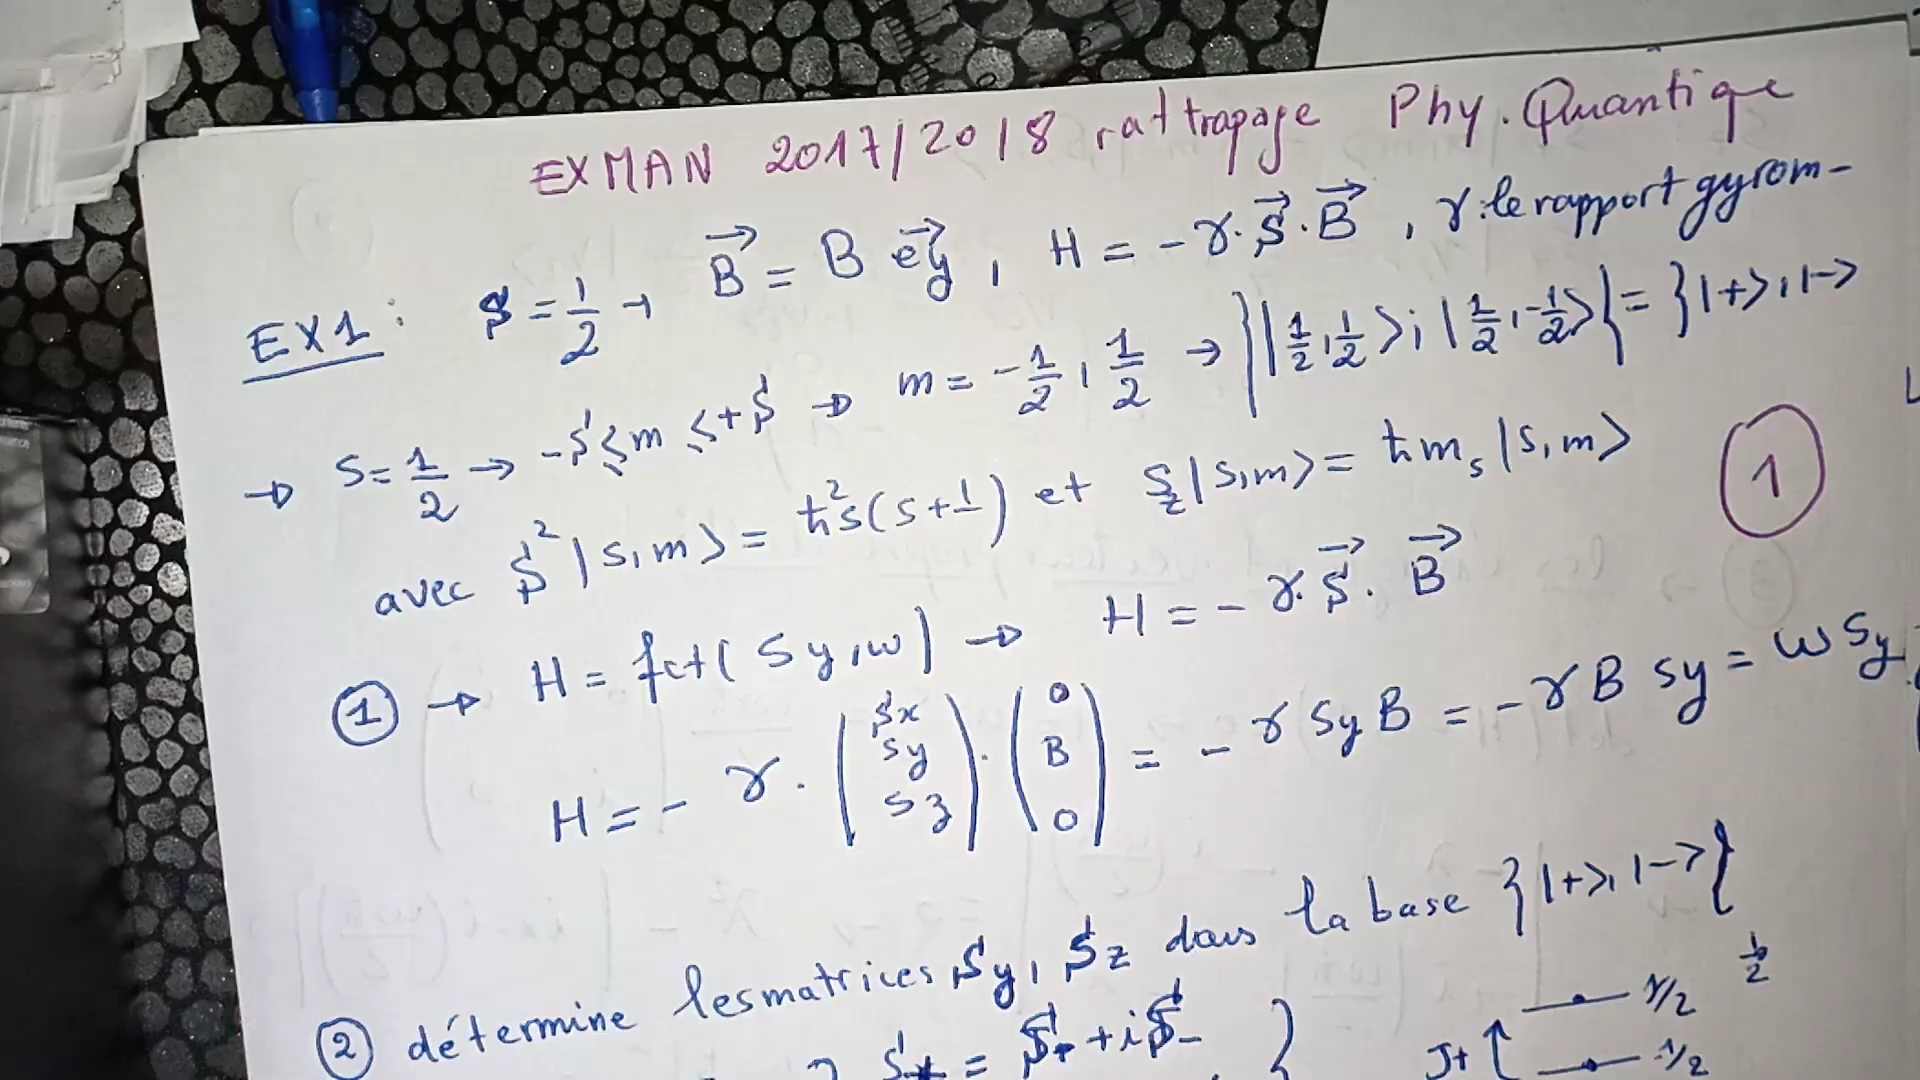 EXMAN 2017/2018 rattrapage Phy. Quantique
EX1 : S = 1/2 → B⃗ = B e⃗y , H = - γ. S⃗ . B⃗ , γ: le rapport gyrom-
→ S = 1/2 → -S ≤ m ≤ +S → m = -1/2 , 1/2 → }|1/2,1/2>; |1/2,-1/2>{ = }|+>,|->
avec S² |s,m> = ħ²s(s+1) et Sz|s,m> = ħms |s,m>
1
① → H = fct( Sy, w) → H = - γ. S⃗ . B⃗
H = - γ. (Sx Sy Sz) . (0 B 0) = - γ Sy B = - γ B Sy = w Sy
② détermine les matrices Sy, Sz dans la base }|+>,|->{
S+ = S+ + iS- }
J+ 1/2 -1/2
1/2